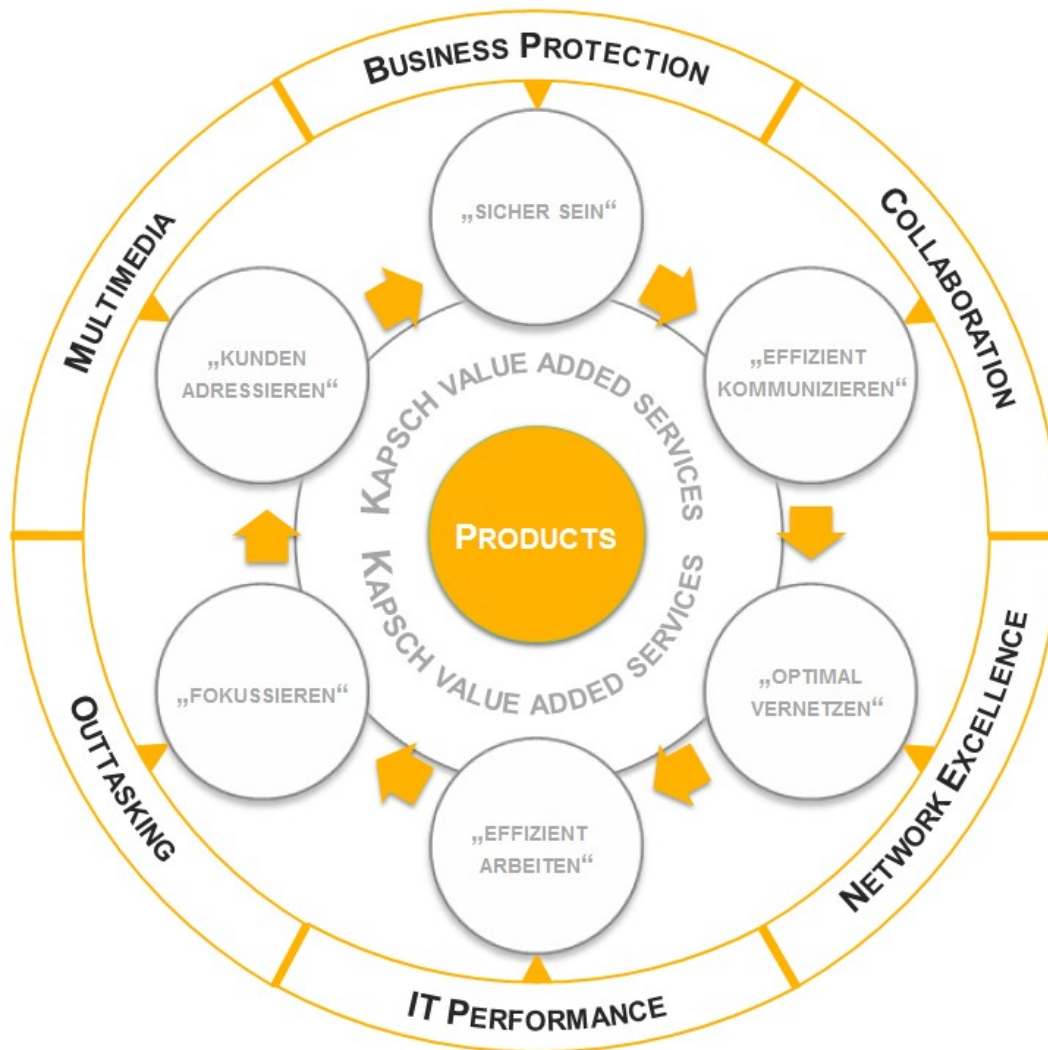 BUSINESS PROTECTION
COLLABORATION
NETWORK EXCELLENCE
IT PERFORMANCE
OUTTASKING
MULTIMEDIA
„SICHER SEIN“
„EFFIZIENT
KOMMUNIZIEREN“
„OPTIMAL
VERNETZEN“
„EFFIZIENT
ARBEITEN“
„FOKUSSIEREN“
„KUNDEN
ADRESSIEREN“
KAPSCH VALUE ADDED SERVICES
PRODUCTS
KAPSCH VALUE ADDED SERVICES